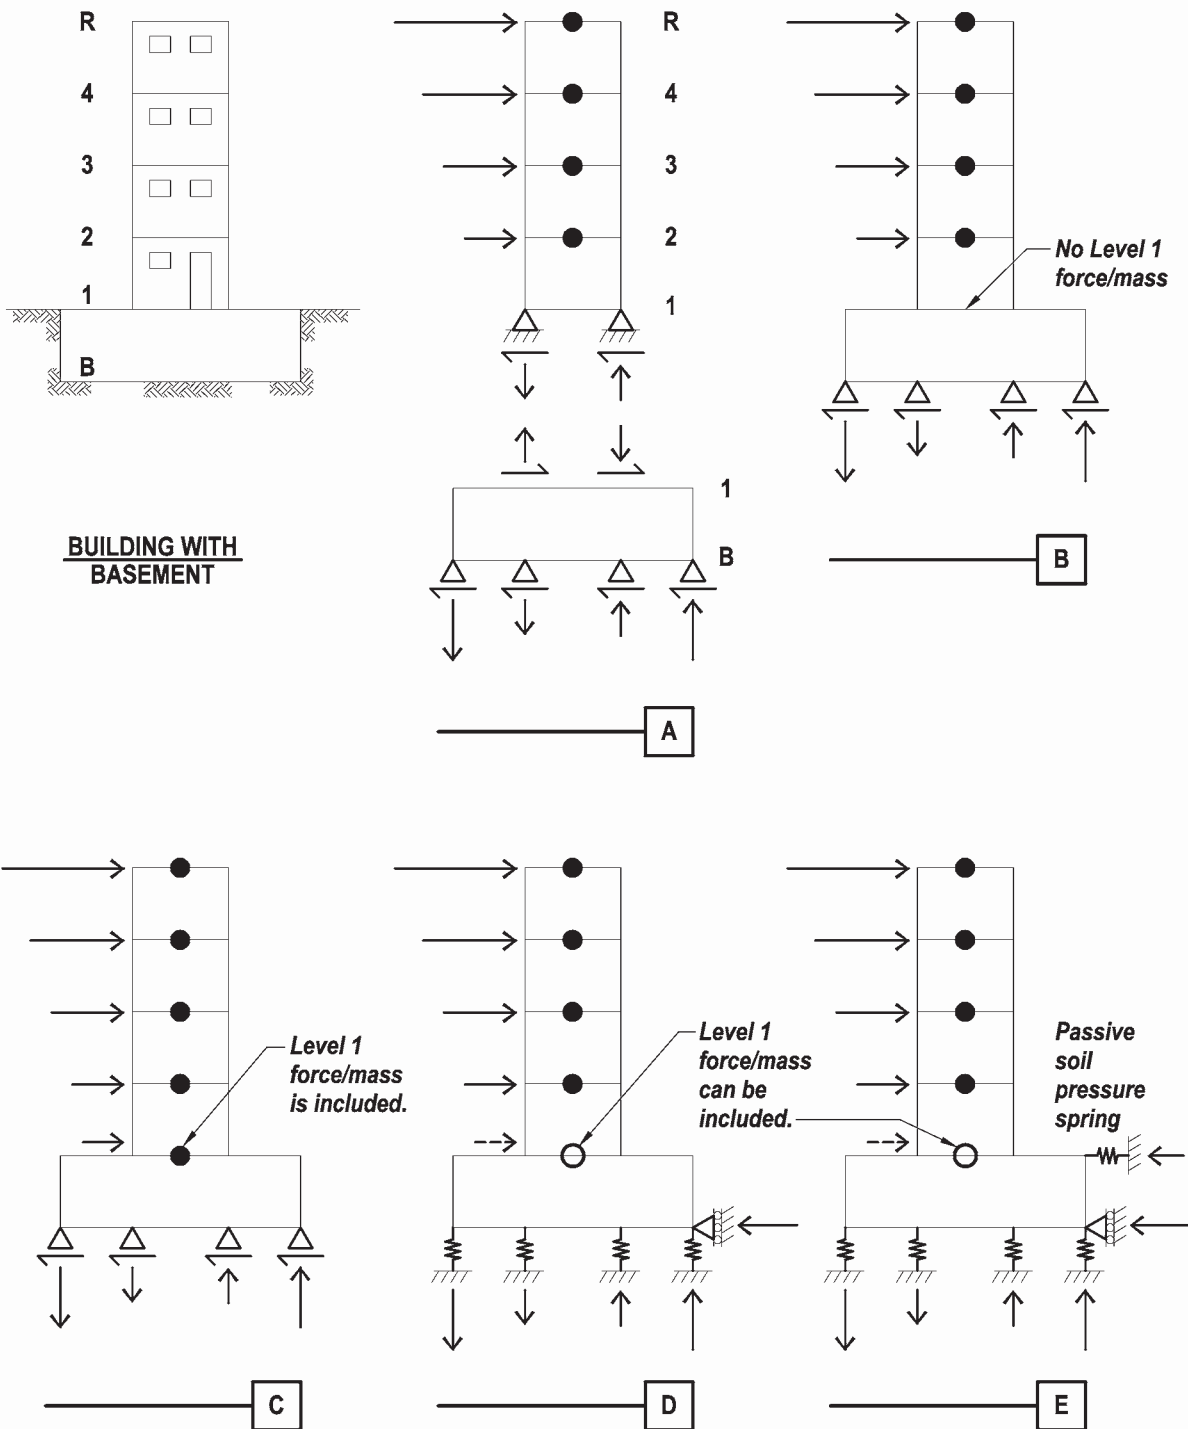 R
4
3
2
1
B
BUILDING WITH
BASEMENT
R
4
3
2
1
1
B
A
No Level 1
force/mass
B
Level 1
force/mass
is included.
C
Level 1
force/mass
can be
included.
D
Passive
soil
pressure
spring
E